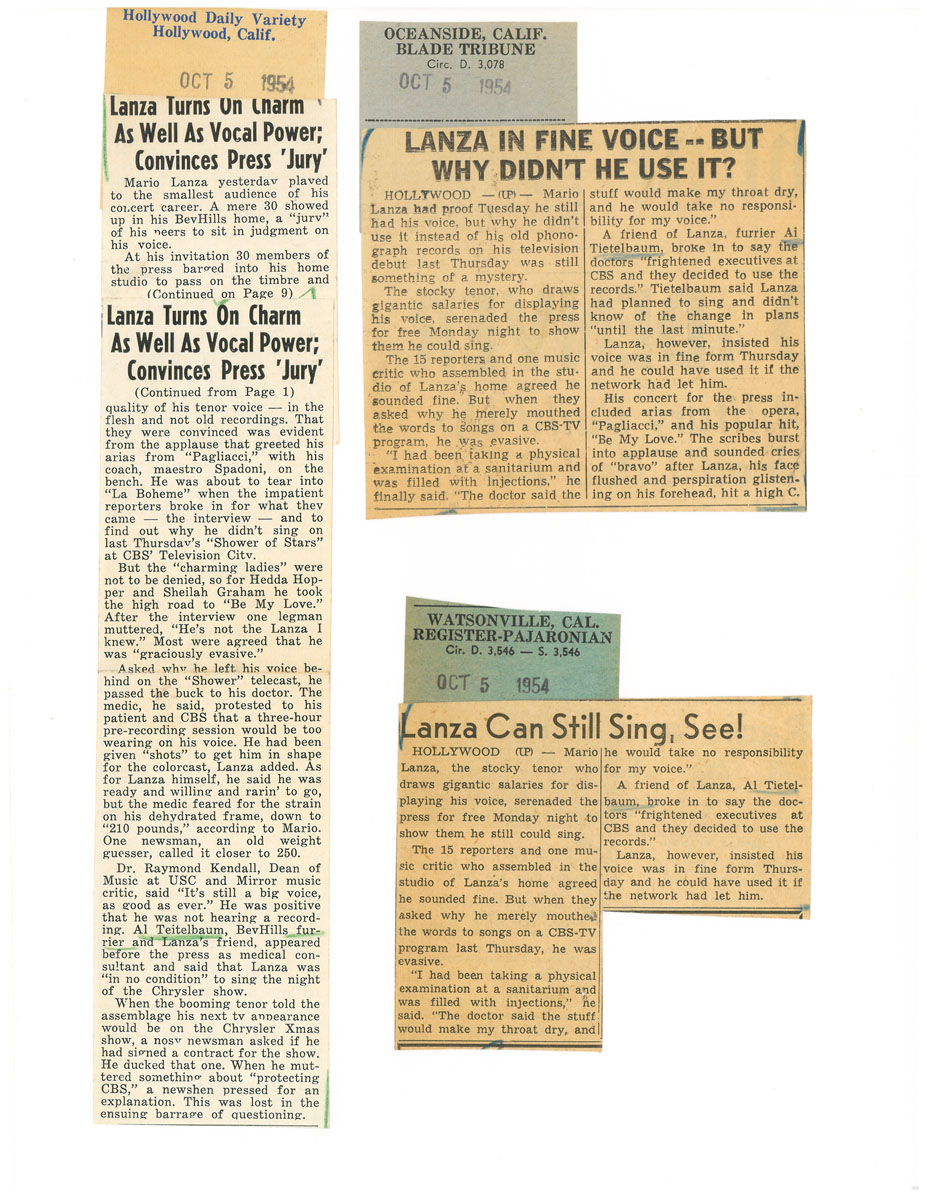 Hollywood Daily Variety
Hollywood, Calif.
OCT 5 1954
Lanza Turns On Charm
As Well As Vocal Power;
Convinces Press 'Jury'
Mario Lanza yesterday played
to the smallest audience of his
concert career. A mere 30 showed
up in his BevHills home, a "jury"
of his peers to sit in judgment on
his voice.
At his invitation 30 members of
the press barged into his home
studio to pass on the timbre and
(Continued on Page 9)
Lanza Turns On Charm
As Well As Vocal Power;
Convinces Press 'Jury'
(Continued from Page 1)
quality of his tenor voice — in the
flesh and not old recordings. That
they were convinced was evident
from the applause that greeted his
arias from "Pagliacci," with his
coach, maestro Spadoni, on the
bench. He was about to tear into
"La Boheme" when the impatient
reporters broke in for what they
came — the interview — and to
find out why he didn't sing on
last Thursday's "Shower of Stars"
at CBS' Television City.
But the "charming ladies" were
not to be denied, so for Hedda Hop-
per and Sheilah Graham he took
the high road to "Be My Love."
After the interview one legman
muttered, "He's not the Lanza I
knew." Most were agreed that he
was "graciously evasive."
Asked why he left his voice be-
hind on the "Shower" telecast, he
passed the buck to his doctor. The
medic, he said, protested to his
patient and CBS that a three-hour
pre-recording session would be too
wearing on his voice. He had been
given "shots" to get him in shape
for the colorcast, Lanza added. As
for Lanza himself, he said he was
ready and willing and rarin' to go,
but the medic feared for the strain
on his dehydrated frame, down to
"210 pounds," according to Mario.
One newsman, an old weight
guesser, called it closer to 250.
Dr. Raymond Kendall, Dean of
Music at USC and Mirror music
critic, said "It's still a big voice,
as good as ever." He was positive
that he was not hearing a record-
ing. Al Teitelbaum, BevHills fur-
rier and Lanza's friend, appeared
before the press as medical con-
sultant and said that Lanza was
"in no condition" to sing the night
of the Chrysler show.
When the booming tenor told the
assemblage his next tv appearance
would be on the Chrysler Xmas
show, a nosy newsman asked if he
had signed a contract for the show.
He ducked that one. When he mut-
tered something about "protecting
CBS," a newshen pressed for an
explanation. This was lost in the
ensuing barrage of questioning.
OCEANSIDE, CALIF.
BLADE TRIBUNE
Circ. D. 3,078
OCT 5 1954
LANZA IN FINE VOICE -- BUT
WHY DIDN'T HE USE IT?
HOLLYWOOD — (UP) — Mario
Lanza had proof Tuesday he still
had his voice, but why he didn't
use it instead of his old phono-
graph records on his television
debut last Thursday was still
something of a mystery.
The stocky tenor, who draws
gigantic salaries for displaying
his voice, serenaded the press
for free Monday night to show
them he could sing.
The 15 reporters and one music
critic who assembled in the stu-
dio of Lanza's home agreed he
sounded fine. But when they
asked why he merely mouthed
the words to songs on a CBS-TV
program, he was evasive.
"I had been taking a physical
examination at a sanitarium and
was filled with injections," he
finally said. "The doctor said the
stuff would make my throat dry,
and he would take no responsi-
bility for my voice."
A friend of Lanza, furrier Al
Tietelbaum, broke in to say the
doctors "frightened executives at
CBS and they decided to use the
records." Tietelbaum said Lanza
had planned to sing and didn't
know of the change in plans
"until the last minute."
Lanza, however, insisted his
voice was in fine form Thursday
and he could have used it if the
network had let him.
His concert for the press in-
cluded arias from the opera,
"Pagliacci," and his popular hit,
"Be My Love." The scribes burst
into applause and sounded cries
of "bravo" after Lanza, his face
flushed and perspiration glisten-
ing on his forehead, hit a high C.
WATSONVILLE, CAL.
REGISTER-PAJARONIAN
Cir. D. 3,546 — S. 3,546
OCT 5 1954
Lanza Can Still Sing, See!
HOLLYWOOD (UP) — Mario
Lanza, the stocky tenor who
draws gigantic salaries for dis-
playing his voice, serenaded the
press for free Monday night to
show them he still could sing.
The 15 reporters and one mu-
sic critic who assembled in the
studio of Lanza's home agreed
he sounded fine. But when they
asked why he merely mouthed
the words to songs on a CBS-TV
program last Thursday, he was
evasive.
"I had been taking a physical
examination at a sanitarium and
was filled with injections," he
said. "The doctor said the stuff
would make my throat dry, and
he would take no responsibility
for my voice."
A friend of Lanza, Al Tietel-
baum, broke in to say the doc-
tors "frightened executives at
CBS and they decided to use the
records."
Lanza, however, insisted his
voice was in fine form Thurs-
day and he could have used it if
the network had let him.